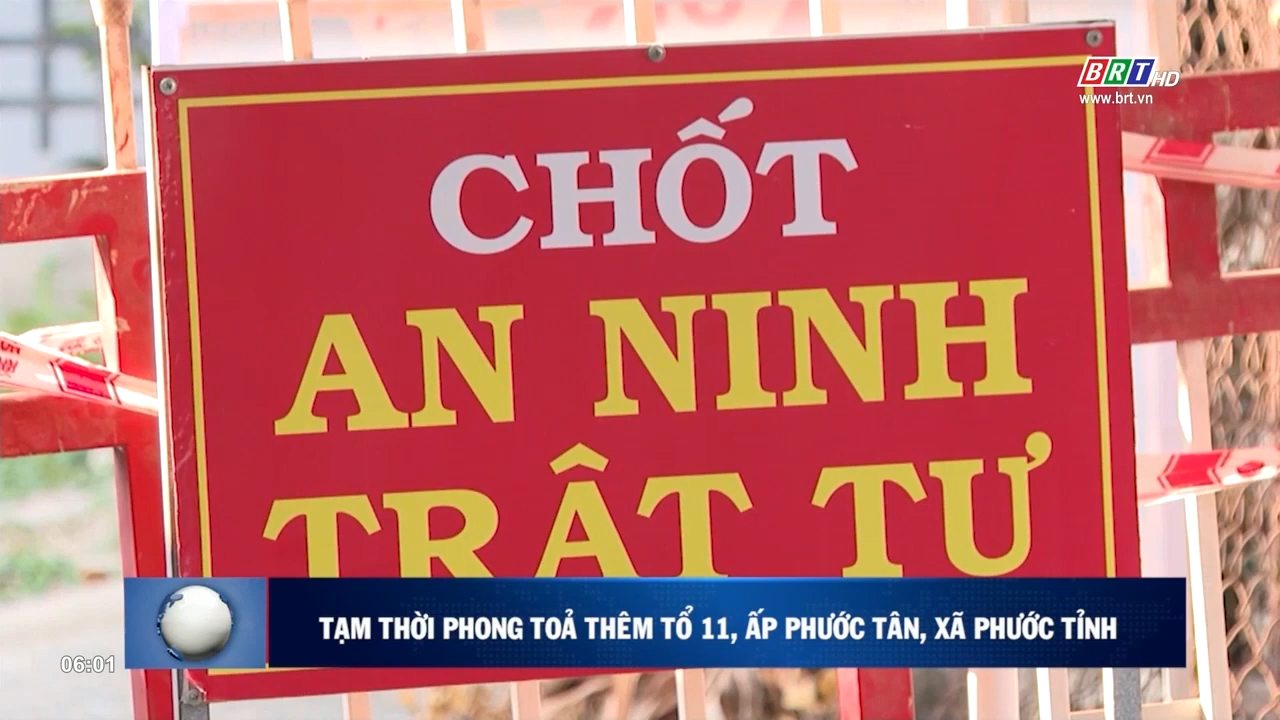 BRT HD
www.brt.vn
CHỐT
AN NINH
TRẬT TỰ
TẠM THỜI PHONG TOẢ THÊM TỔ 11, ẤP PHƯỚC TÂN, XÃ PHƯỚC TỈNH
06:01